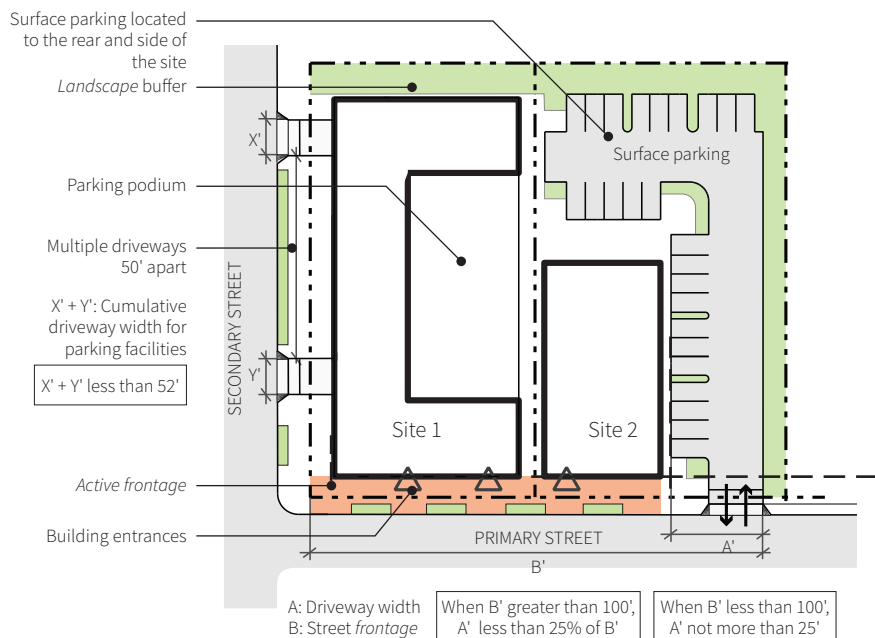 Surface parking located
to the rear and side of
the site
Landscape buffer
X'
Surface parking
Parking podium
Multiple driveways
50' apart
SECONDARY STREET
X' + Y': Cumulative
driveway width for
parking facilities
X' + Y' less than 52'
Y'
Site 1
Site 2
Active frontage
Building entrances
PRIMARY STREET
A'
B'
A: Driveway width
B: Street frontage
When B' greater than 100',
A' less than 25% of B'
When B' less than 100',
A' not more than 25'